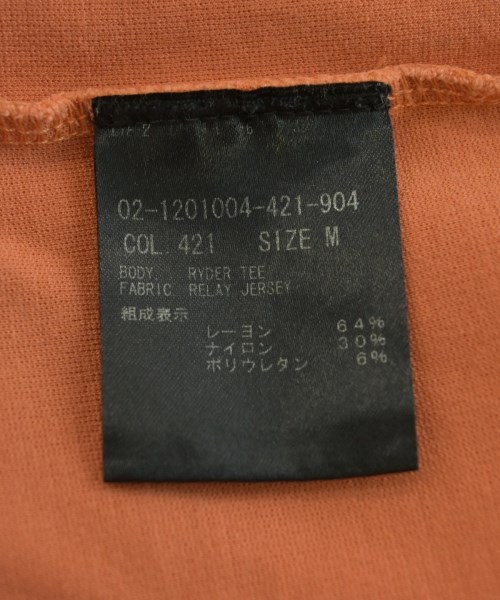 02-1201004-421-904
COL. 421 SIZE M
BODY. RYDER TEE
FABRIC. RELAY JERSEY
組成表示
レーヨン 64%
ナイロン 30%
ポリウレタン 6%